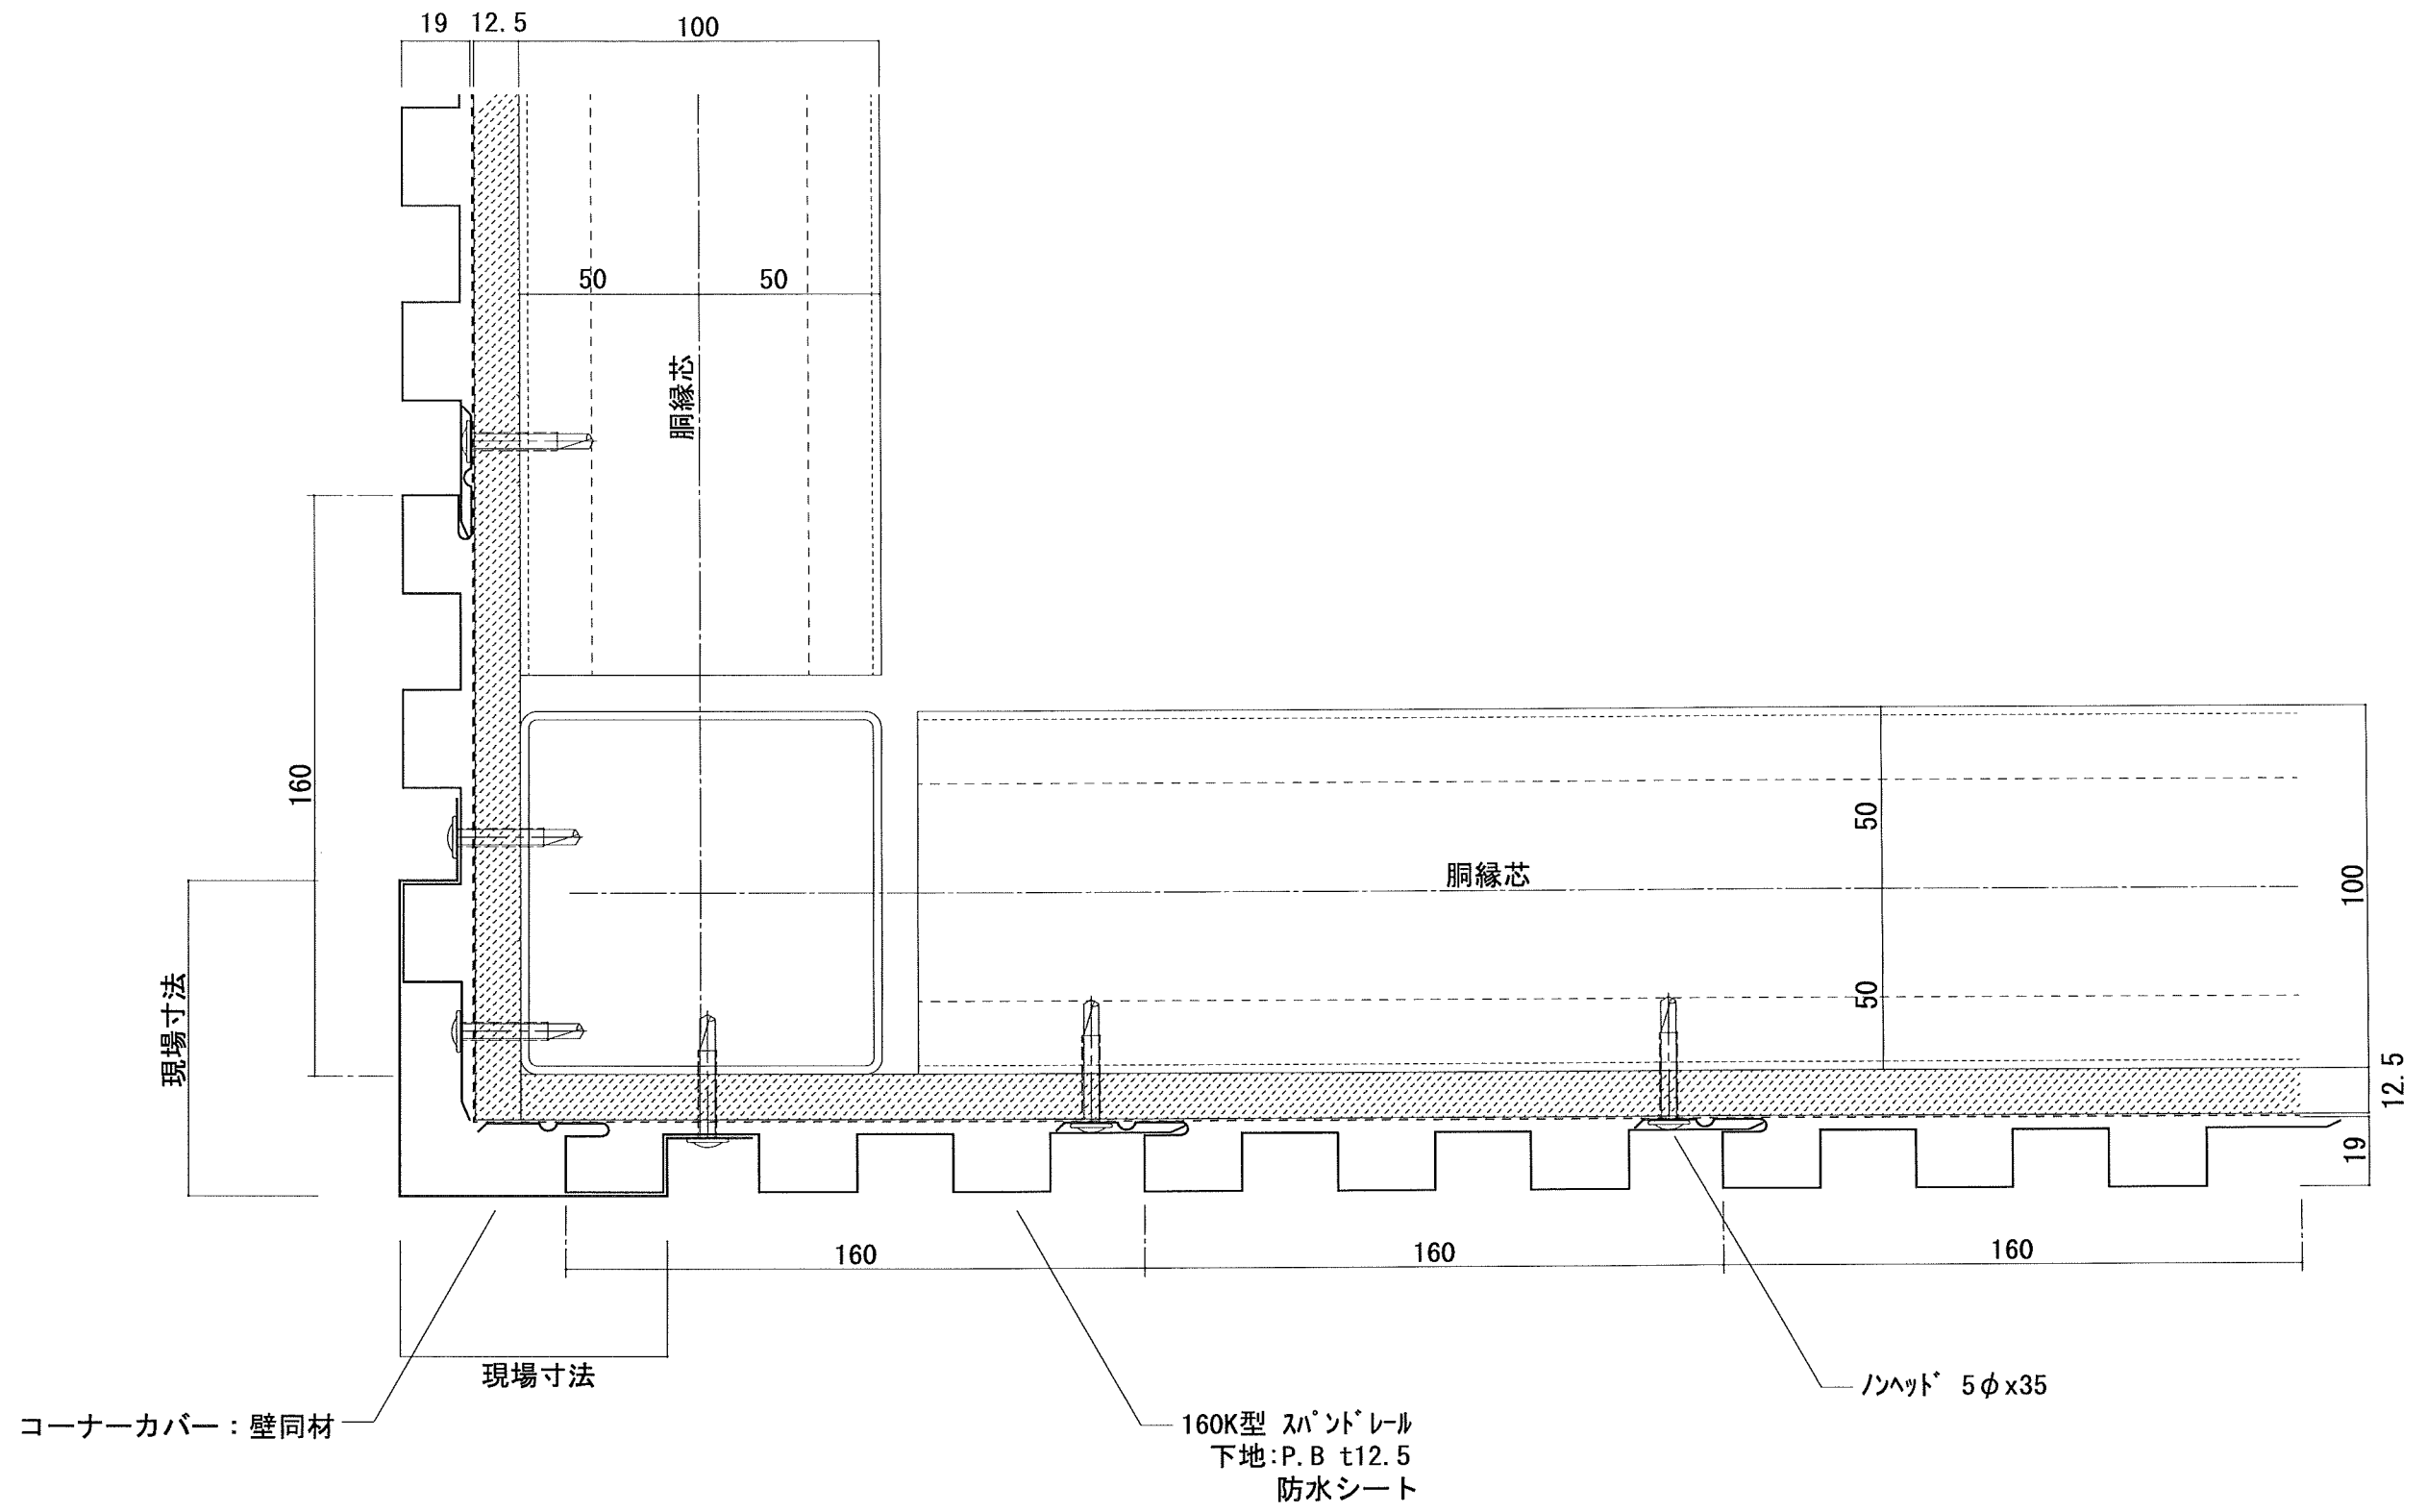 19 12.5 100
50 50
胴縁芯
160
50
胴縁芯
100
50
現場寸法
12.5
19
160 160 160
現場寸法
ﾉﾝﾍｯﾄﾞ 5φx35
コーナーカバー：壁同材
160K型 ｽﾊﾟﾝﾄﾞﾚｰﾙ
下地:P.B t12.5
防水シート